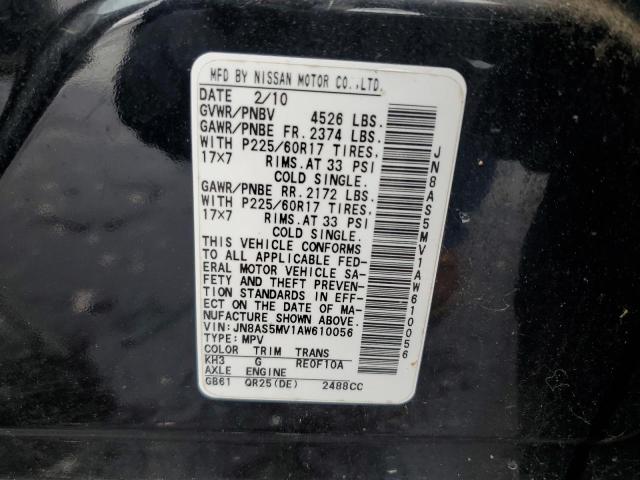 MFD BY NISSAN MOTOR CO.,LTD.
DATE 2/10
GVWR/PNBV 4526 LBS.
GAWR/PNBE FR. 2374 LBS.
WITH P225/60R17 TIRES,
17X7 RIMS.AT 33 PSI
COLD SINGLE.
GAWR/PNBE RR. 2172 LBS.
WITH P225/60R17 TIRES,
17X7 RIMS.AT 33 PSI
COLD SINGLE.
THIS VEHICLE CONFORMS
TO ALL APPLICABLE FED-
ERAL MOTOR VEHICLE SA-
FETY AND THEFT PREVEN-
TION STANDARDS IN EFF-
ECT ON THE DATE OF MA-
NUFACTURE SHOWN ABOVE.
VIN: JN8AS5MV1AW610056
TYPE: MPV
COLOR TRIM TRANS
KH3 G RE0F10A
AXLE ENGINE
GB61 QR25(DE) 2488CC
JN8AS5MV1AW610056